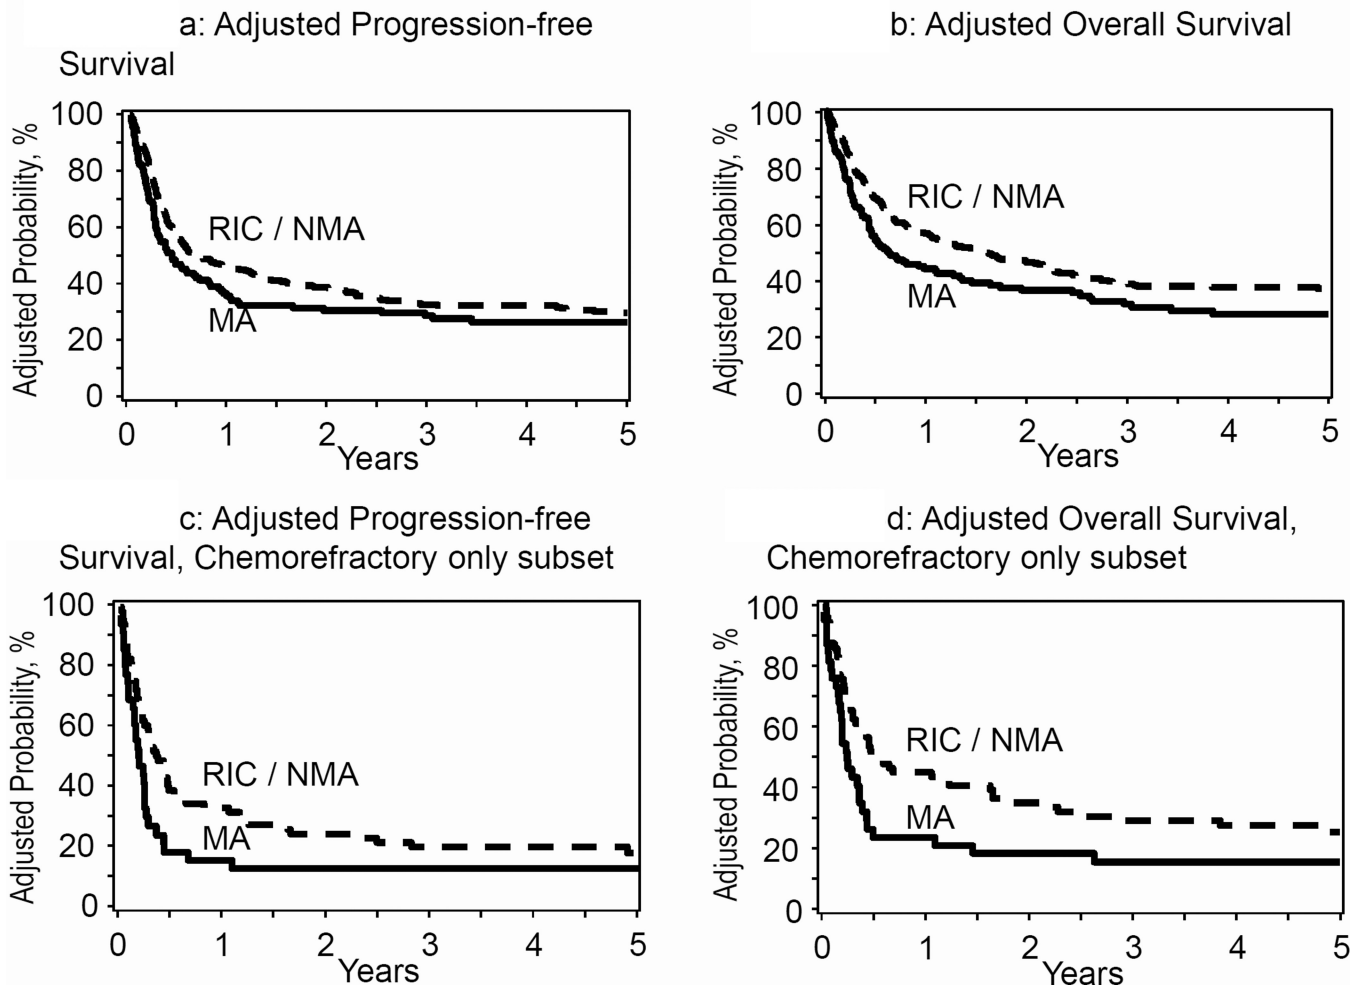 a: Adjusted Progression-free
Survival
100
80
60
40
20
0
Adjusted Probability, %
RIC / NMA
MA
0 1 2 3 4 5
Years
b: Adjusted Overall Survival
100
80
60
40
20
0
Adjusted Probability, %
RIC / NMA
MA
0 1 2 3 4 5
Years
c: Adjusted Progression-free
Survival, Chemorefractory only subset
100
80
60
40
20
0
Adjusted Probability, %
RIC / NMA
MA
0 1 2 3 4 5
Years
d: Adjusted Overall Survival,
Chemorefractory only subset
100
80
60
40
20
0
Adjusted Probability, %
RIC / NMA
MA
0 1 2 3 4 5
Years